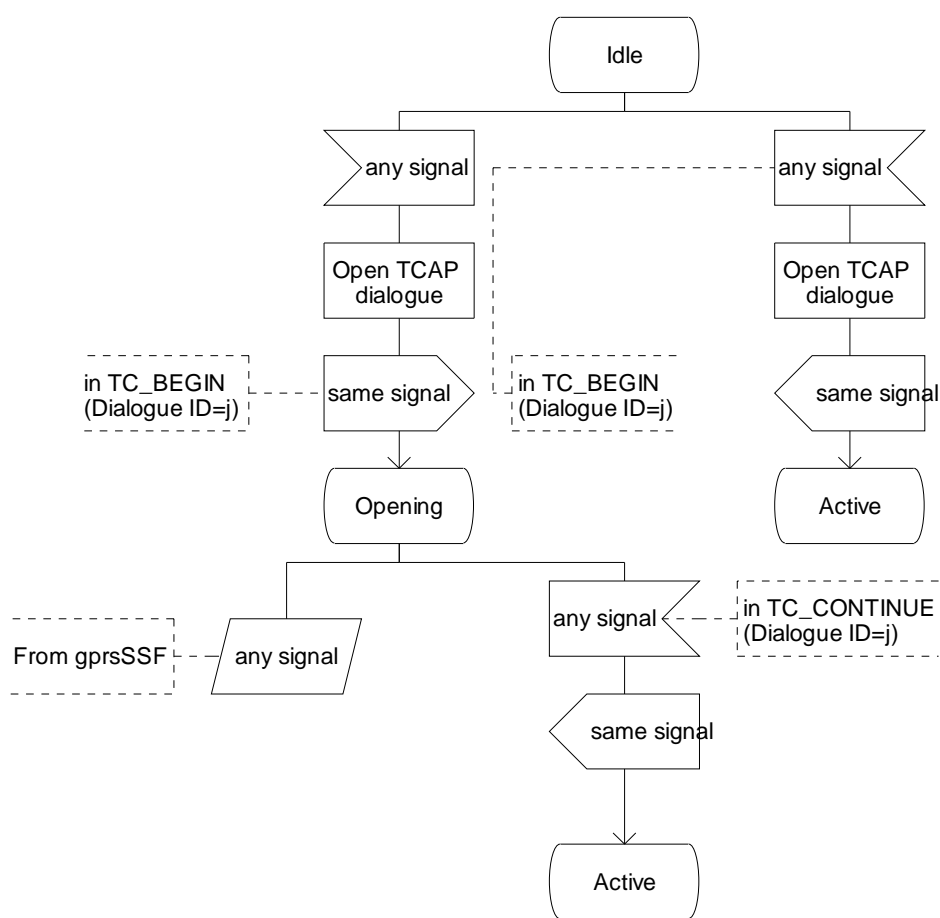 Idle
any signal
any signal
Open TCAP
dialogue
Open TCAP
dialogue
in TC_BEGIN
(Dialogue ID=j)
same signal
in TC_BEGIN
(Dialogue ID=j)
same signal
Opening
Active
any signal
in TC_CONTINUE
(Dialogue ID=j)
From gprsSSF
any signal
same signal
Active